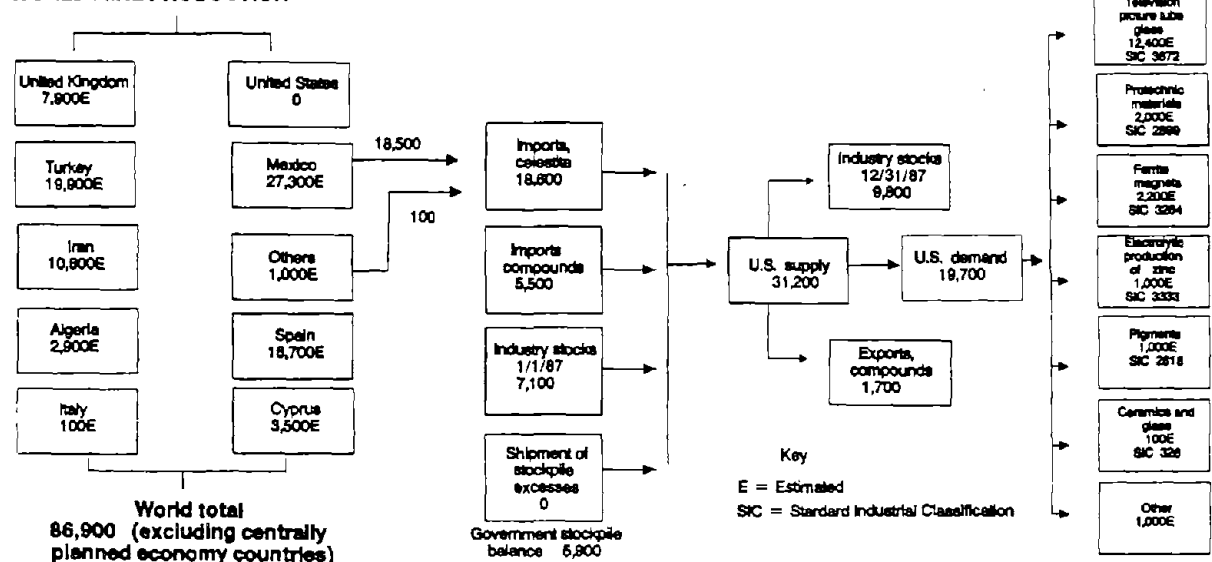 United Kingdom
7,900E
United States
0
Turkey
19,900E
Mexico
27,300E
18,500
Iran
10,800E
Others
1,000E
100
Algeria
2,900E
Spain
18,700E
Italy
100E
Cyprus
3,500E
World total
86,900 (excluding centrally
planned economy countries)
Imports,
celestite
18,600
Imports
compounds
5,500
Industry stocks
1/1/87
7,100
Shipment of
stockpile
excesses
0
Government stockpile
balance 5,900
Industry stocks
12/31/87
9,800
U.S. supply
31,200
U.S. demand
19,700
Exports,
compounds
1,700
Key
E = Estimated
SIC = Standard Industrial Classification
Television
picture tube
glass
12,400E
SIC 3672
materials
2,000E
SIC 2899
Ferrite
magnets
2,200E
SIC 3264
Electrolytic
production
of zinc
1,000E
SIC 3333
Pigments
1,000E
SIC 2816
Ceramics and
glass
100E
SIC 326
Other
1,000E